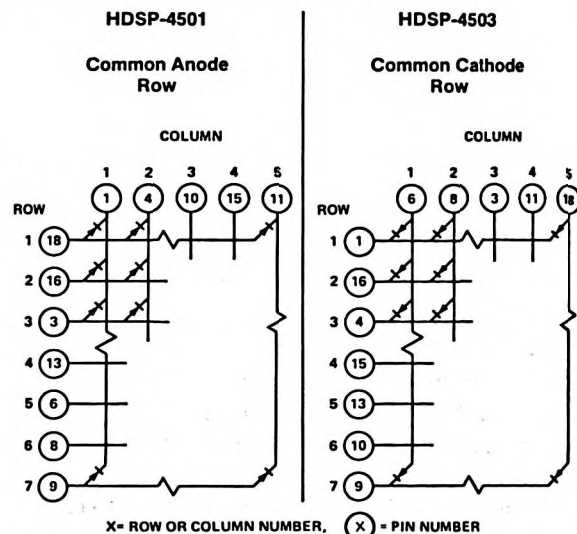 HDSP-4501
Common Anode
Row
COLUMN
1 2 3 4 5
1 4 10 15 11
ROW
1 18
2 16
3 3
4 13
5 6
6 8
7 9
HDSP-4503
Common Cathode
Row
COLUMN
1 2 3 4 5
6 8 3 11 18
ROW
1 1
2 16
3 4
4 15
5 13
6 10
7 9
X= ROW OR COLUMN NUMBER, X = PIN NUMBER